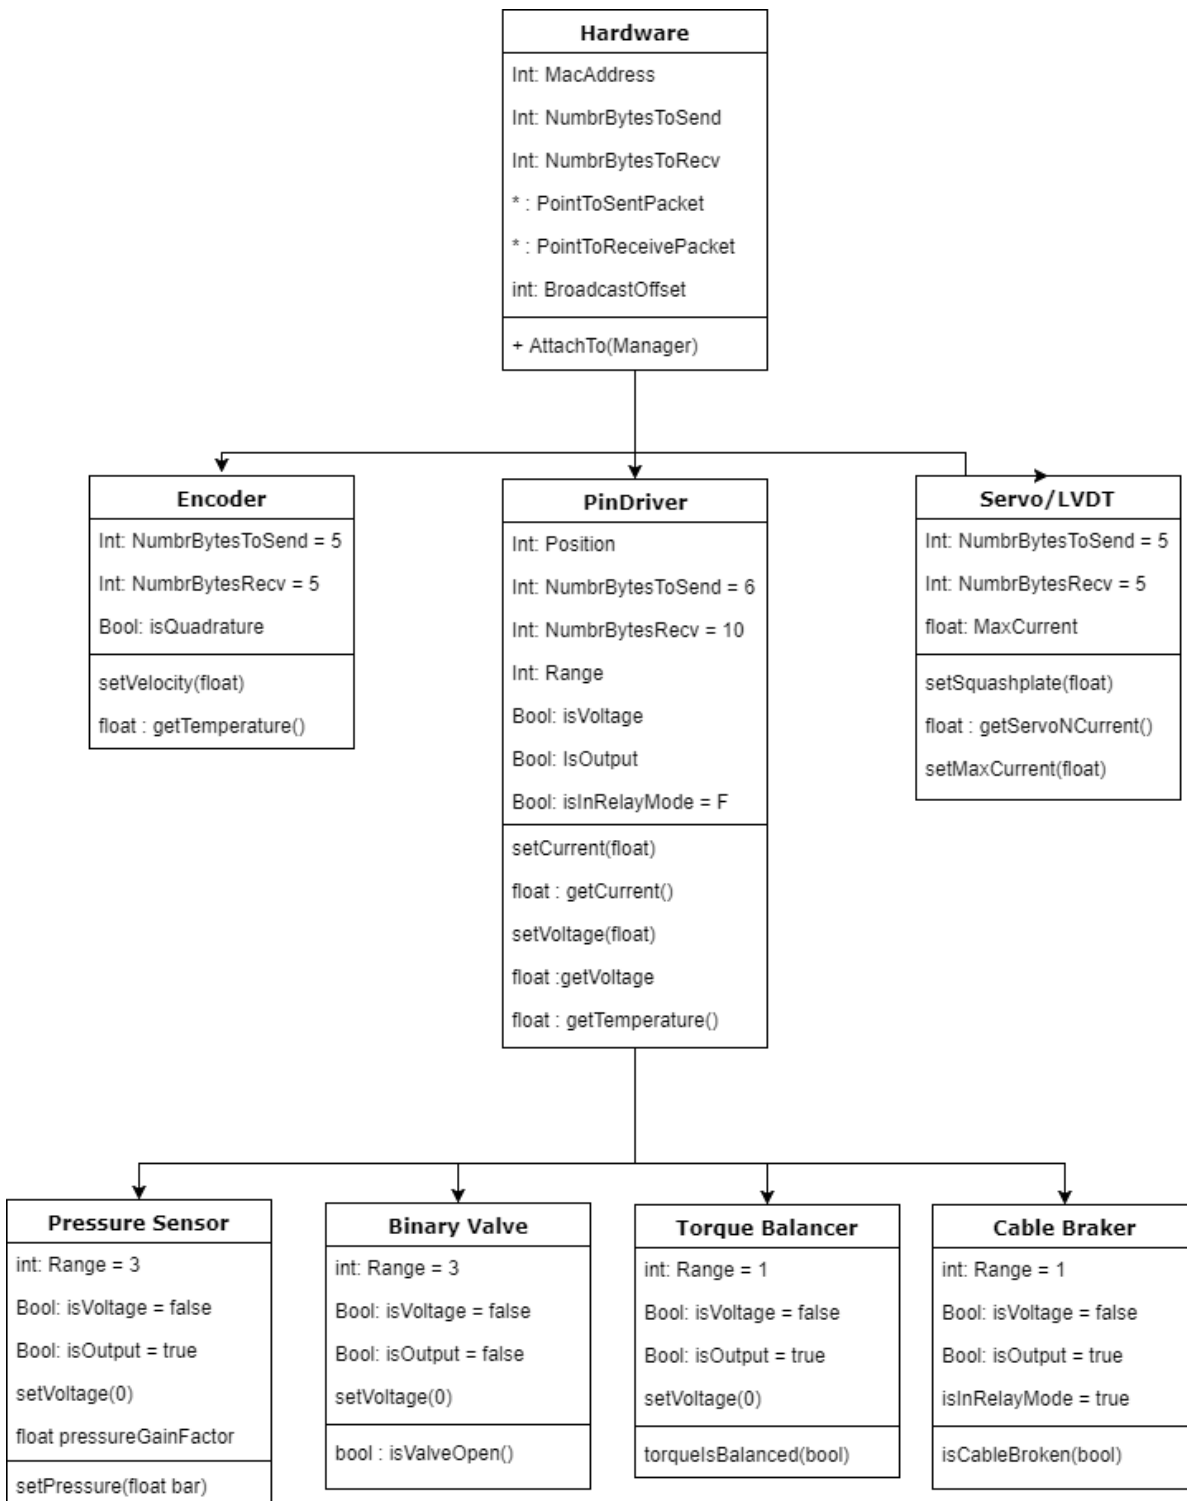 Hardware
Int: MacAddress
Int: NumbrBytesToSend
Int: NumbrBytesToRecv
* : PointToSentPacket
* : PointToReceivePacket
int: BroadcastOffset
+ AttachTo(Manager)
Encoder
Int: NumbrBytesToSend = 5
Int: NumbrBytesRecv = 5
Bool: isQuadrature
setVelocity(float)
float : getTemperature()
PinDriver
Int: Position
Int: NumbrBytesToSend = 6
Int: NumbrBytesRecv = 10
Int: Range
Bool: isVoltage
Bool: IsOutput
Bool: isInRelayMode = F
setCurrent(float)
float : getCurrent()
setVoltage(float)
float :getVoltage
float : getTemperature()
Servo/LVDT
Int: NumbrBytesToSend = 5
Int: NumbrBytesRecv = 5
float: MaxCurrent
setSquashplate(float)
float : getServoNCurrent()
setMaxCurrent(float)
Pressure Sensor
int: Range = 3
Bool: isVoltage = false
Bool: isOutput = true
setVoltage(0)
float pressureGainFactor
setPressure(float bar)
Binary Valve
int: Range = 3
Bool: isVoltage = false
Bool: isOutput = false
setVoltage(0)
bool : isValveOpen()
Torque Balancer
int: Range = 1
Bool: isVoltage = false
Bool: isOutput = true
setVoltage(0)
torqueIsBalanced(bool)
Cable Braker
int: Range = 1
Bool: isVoltage = false
Bool: isOutput = true
isInRelayMode = true
isCableBroken(bool)